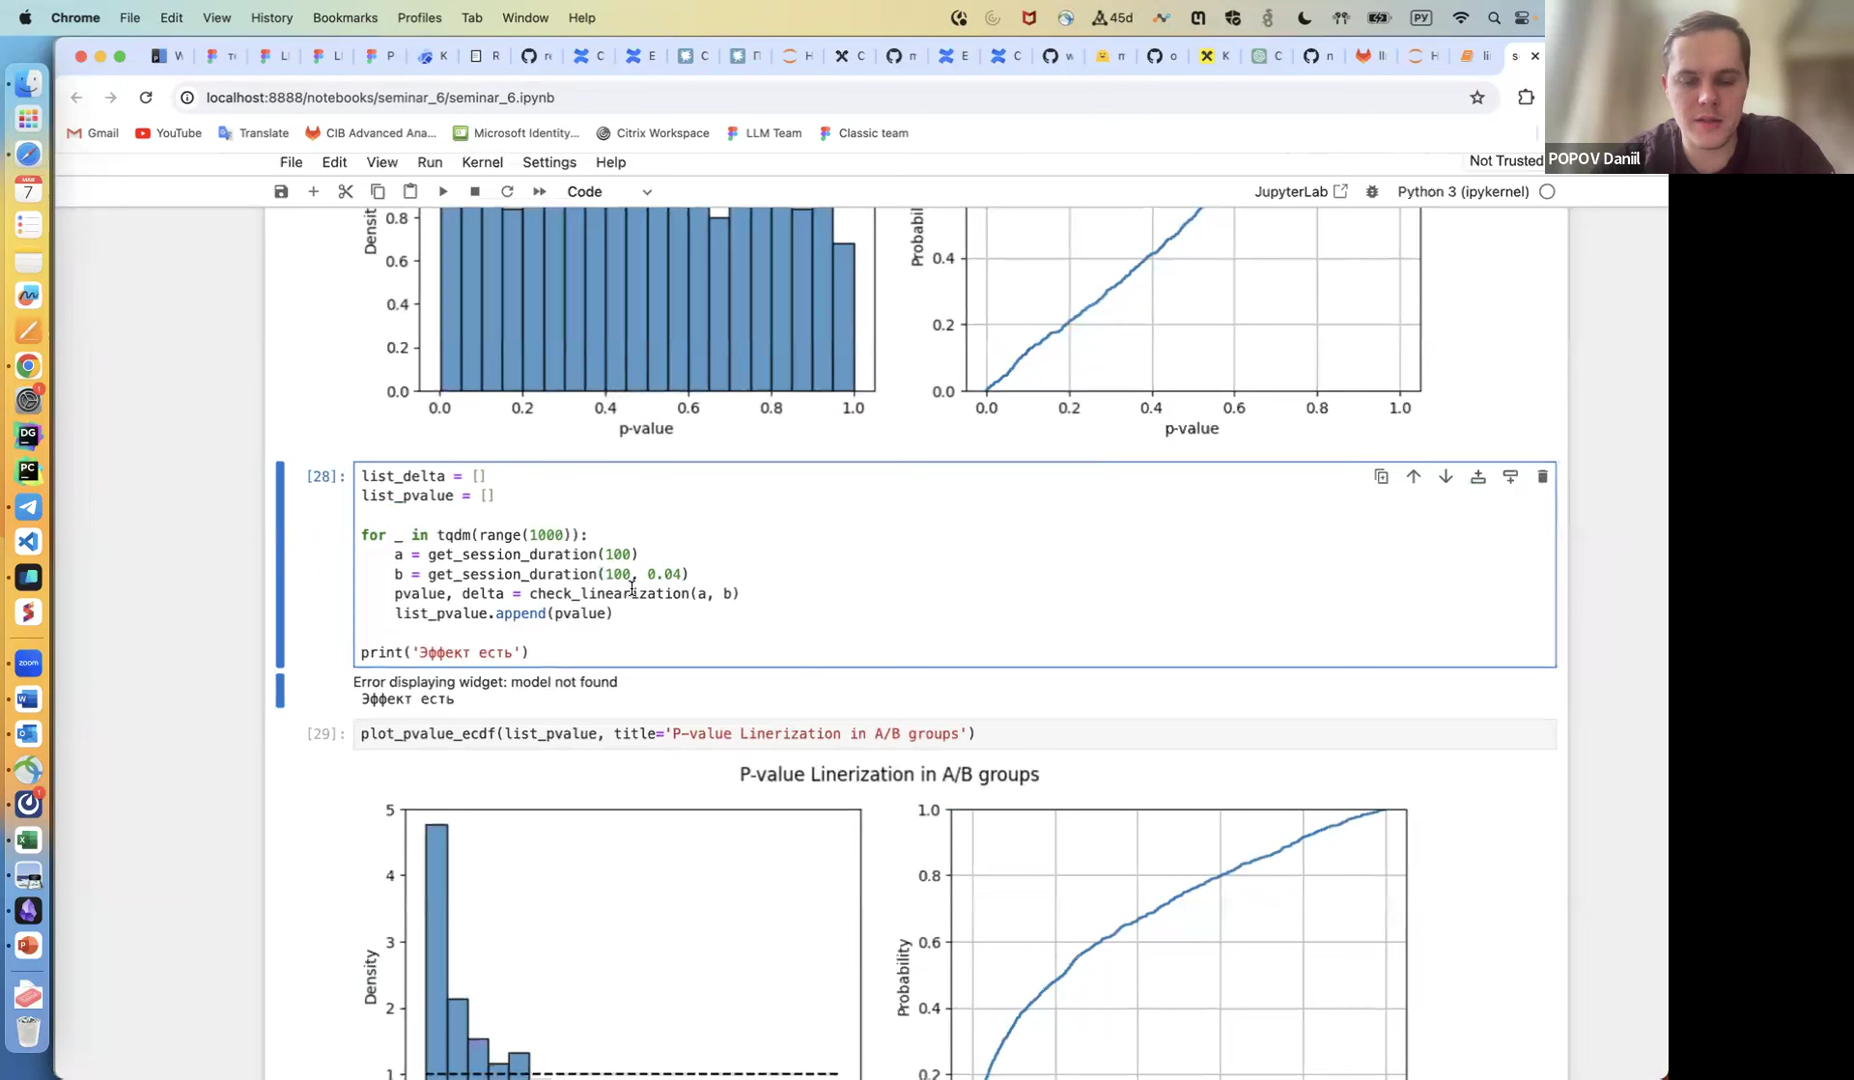 Chrome File Edit View History Bookmarks Profiles Tab Window Help 45d РУ
localhost:8888/notebooks/seminar_6/seminar_6.ipynb
Gmail YouTube Translate CIB Advanced Ana... Microsoft Identity... Citrix Workspace LLM Team Classic team
POPOV Daniil
File Edit View Run Kernel Settings Help Not Trusted
Code JupyterLab Python 3 (ipykernel)
0.8
0.6
0.4
0.2
0.0
0.0 0.2 0.4 0.6 0.8 1.0
p-value
0.4
0.2
0.0
0.0 0.2 0.4 0.6 0.8 1.0
p-value
[28]:
list_delta = []
list_pvalue = []
for _ in tqdm(range(1000)):
a = get_session_duration(100)
b = get_session_duration(100, 0.04)
pvalue, delta = check_linearization(a, b)
list_pvalue.append(pvalue)
print('Эффект есть')
Error displaying widget: model not found
Эффект есть
[29]: plot_pvalue_ecdf(list_pvalue, title='P-value Linerization in A/B groups')
P-value Linerization in A/B groups
5
4
3
2
1
Density
1.0
0.8
0.6
0.4
0.2
Probability